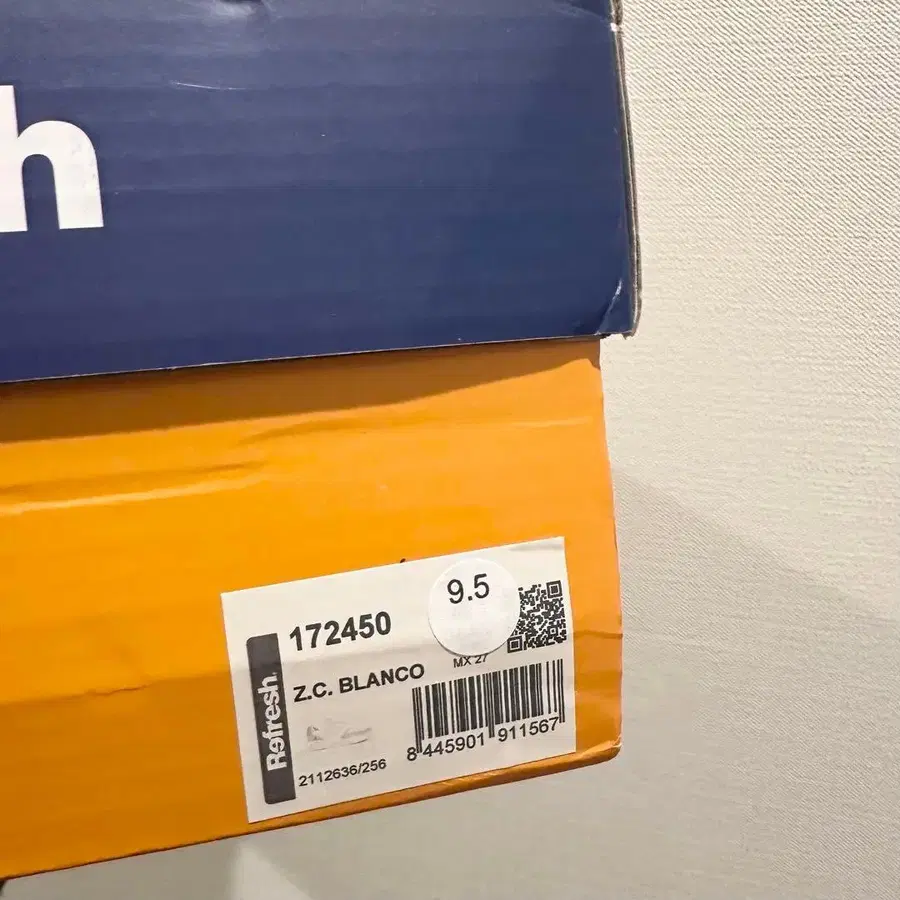 h
172450
9.5
MX 27
Z.C. BLANCO
Refresh.
2112636/256
8 445901 911567